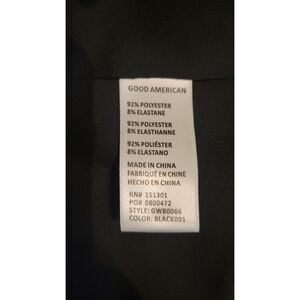 GOOD AMERICAN
92% POLYESTER
8% ELASTANE
92% POLYESTER
8% ELASTHANNE
92% POLIÉSTER
8% ELASTANO
MADE IN CHINA
FABRIQUÉ EN CHINE
HECHO EN CHINA
RN# 151301
PO# 0800472
STYLE: GWB0066
COLOR: BLACK001